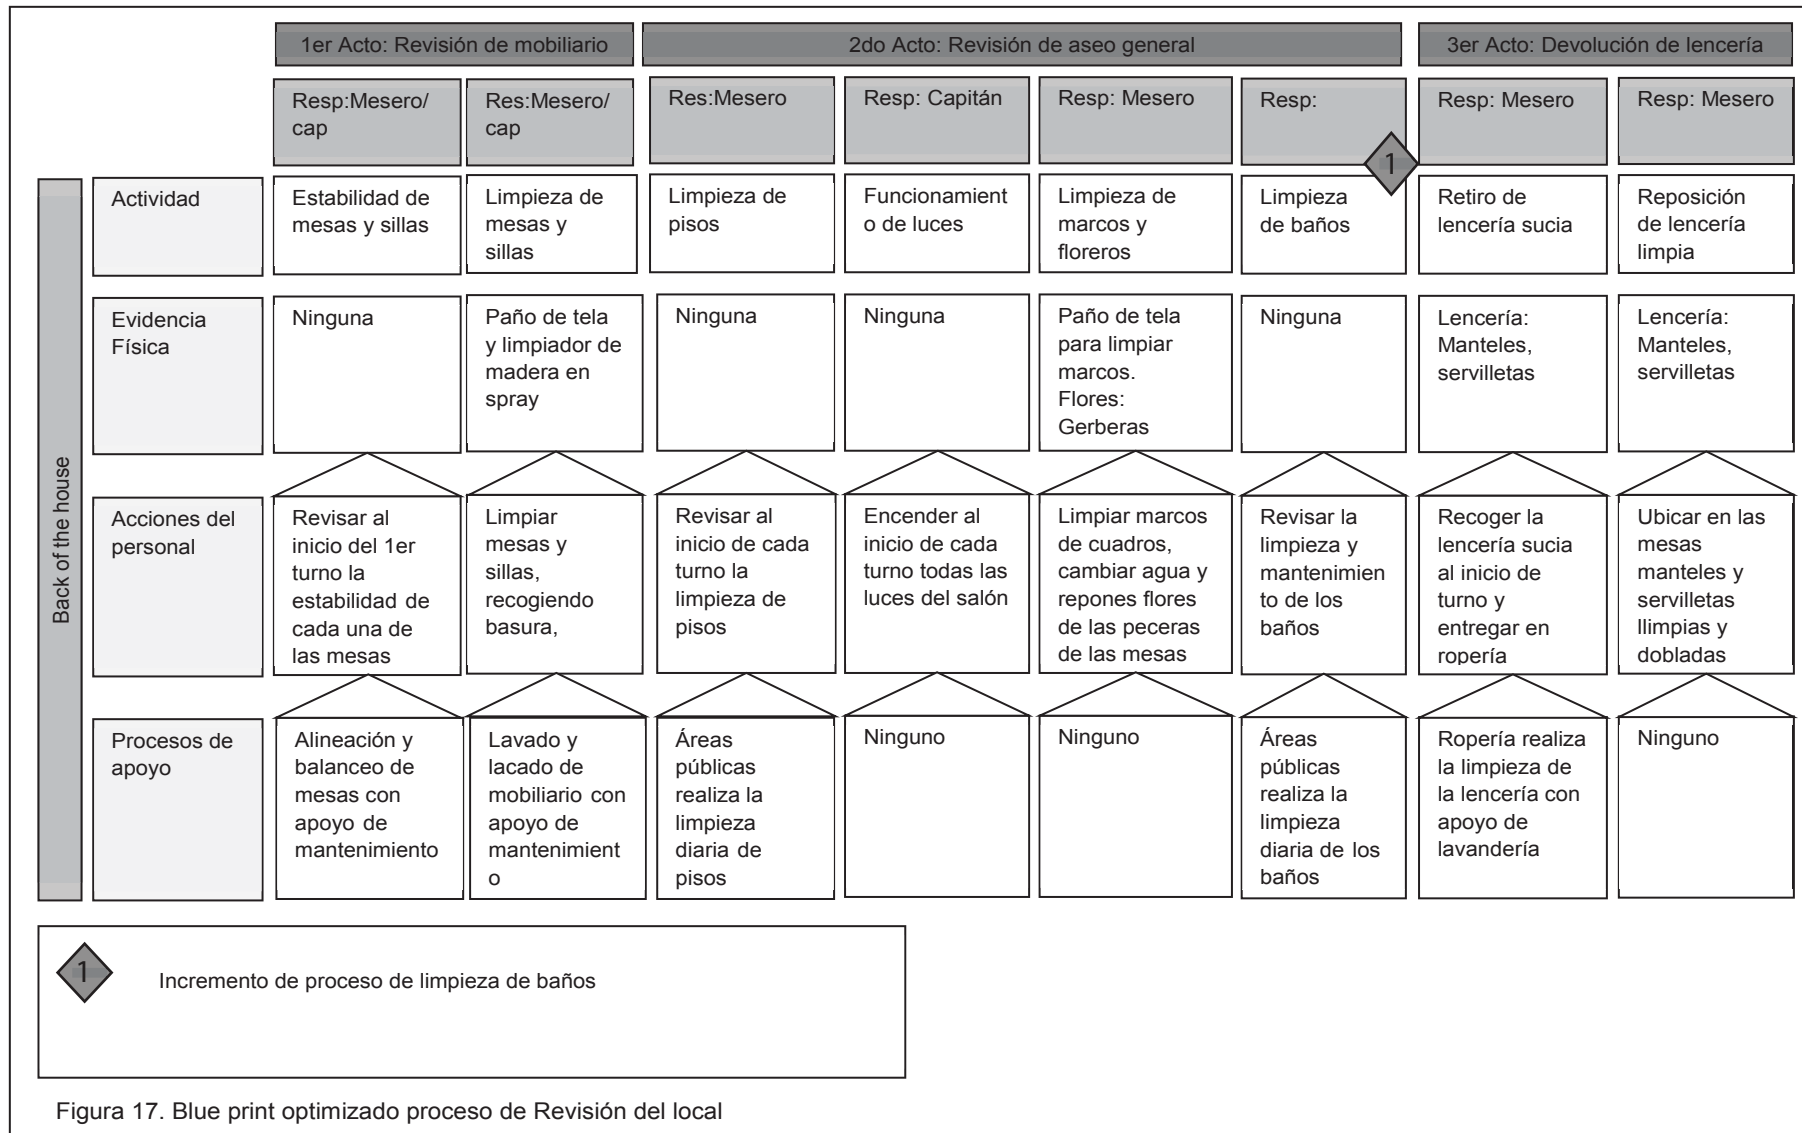 1er Acto: Revisión de mobiliario
2do Acto: Revisión de aseo general
3er Acto: Devolución de lencería
Resp:Mesero/
cap
Res:Mesero/
cap
Res:Mesero
Resp: Capitán
Resp: Mesero
Resp:
1
Resp: Mesero
Resp: Mesero
Back of the house
Actividad
Estabilidad de
mesas y sillas
Limpieza de
mesas y
sillas
Limpieza de
pisos
Funcionamient
o de luces
Limpieza de
marcos y
floreros
Limpieza
de baños
Retiro de
lencería sucia
Reposición
de lencería
limpia
Evidencia
Física
Ninguna
Paño de tela
y limpiador de
madera en
spray
Ninguna
Ninguna
Paño de tela
para limpiar
marcos.
Flores:
Gerberas
Ninguna
Lencería:
Manteles,
servilletas
Lencería:
Manteles,
servilletas
Acciones del
personal
Revisar al
inicio del 1er
turno la
estabilidad de
cada una de
las mesas
Limpiar
mesas y
sillas,
recogiendo
basura,
Revisar al
inicio de cada
turno la
limpieza de
pisos
Encender al
inicio de cada
turno todas las
luces del salón
Limpiar marcos
de cuadros,
cambiar agua y
repones flores
de las peceras
de las mesas
Revisar la
limpieza y
mantenimien
to de los
baños
Recoger la
lencería sucia
al inicio de
turno y
entregar en
ropería
Ubicar en las
mesas
manteles y
servilletas
llimpias y
dobladas
Procesos de
apoyo
Alineación y
balanceo de
mesas con
apoyo de
mantenimiento
Lavado y
lacado de
mobiliario con
apoyo de
mantenimient
o
Áreas
públicas
realiza la
limpieza
diaria de
pisos
Ninguno
Ninguno
Áreas
públicas
realiza la
limpieza
diaria de los
baños
Ropería realiza
la limpieza de
la lencería con
apoyo de
lavandería
Ninguno
1
Incremento de proceso de limpieza de baños
Figura 17. Blue print optimizado proceso de Revisión del local